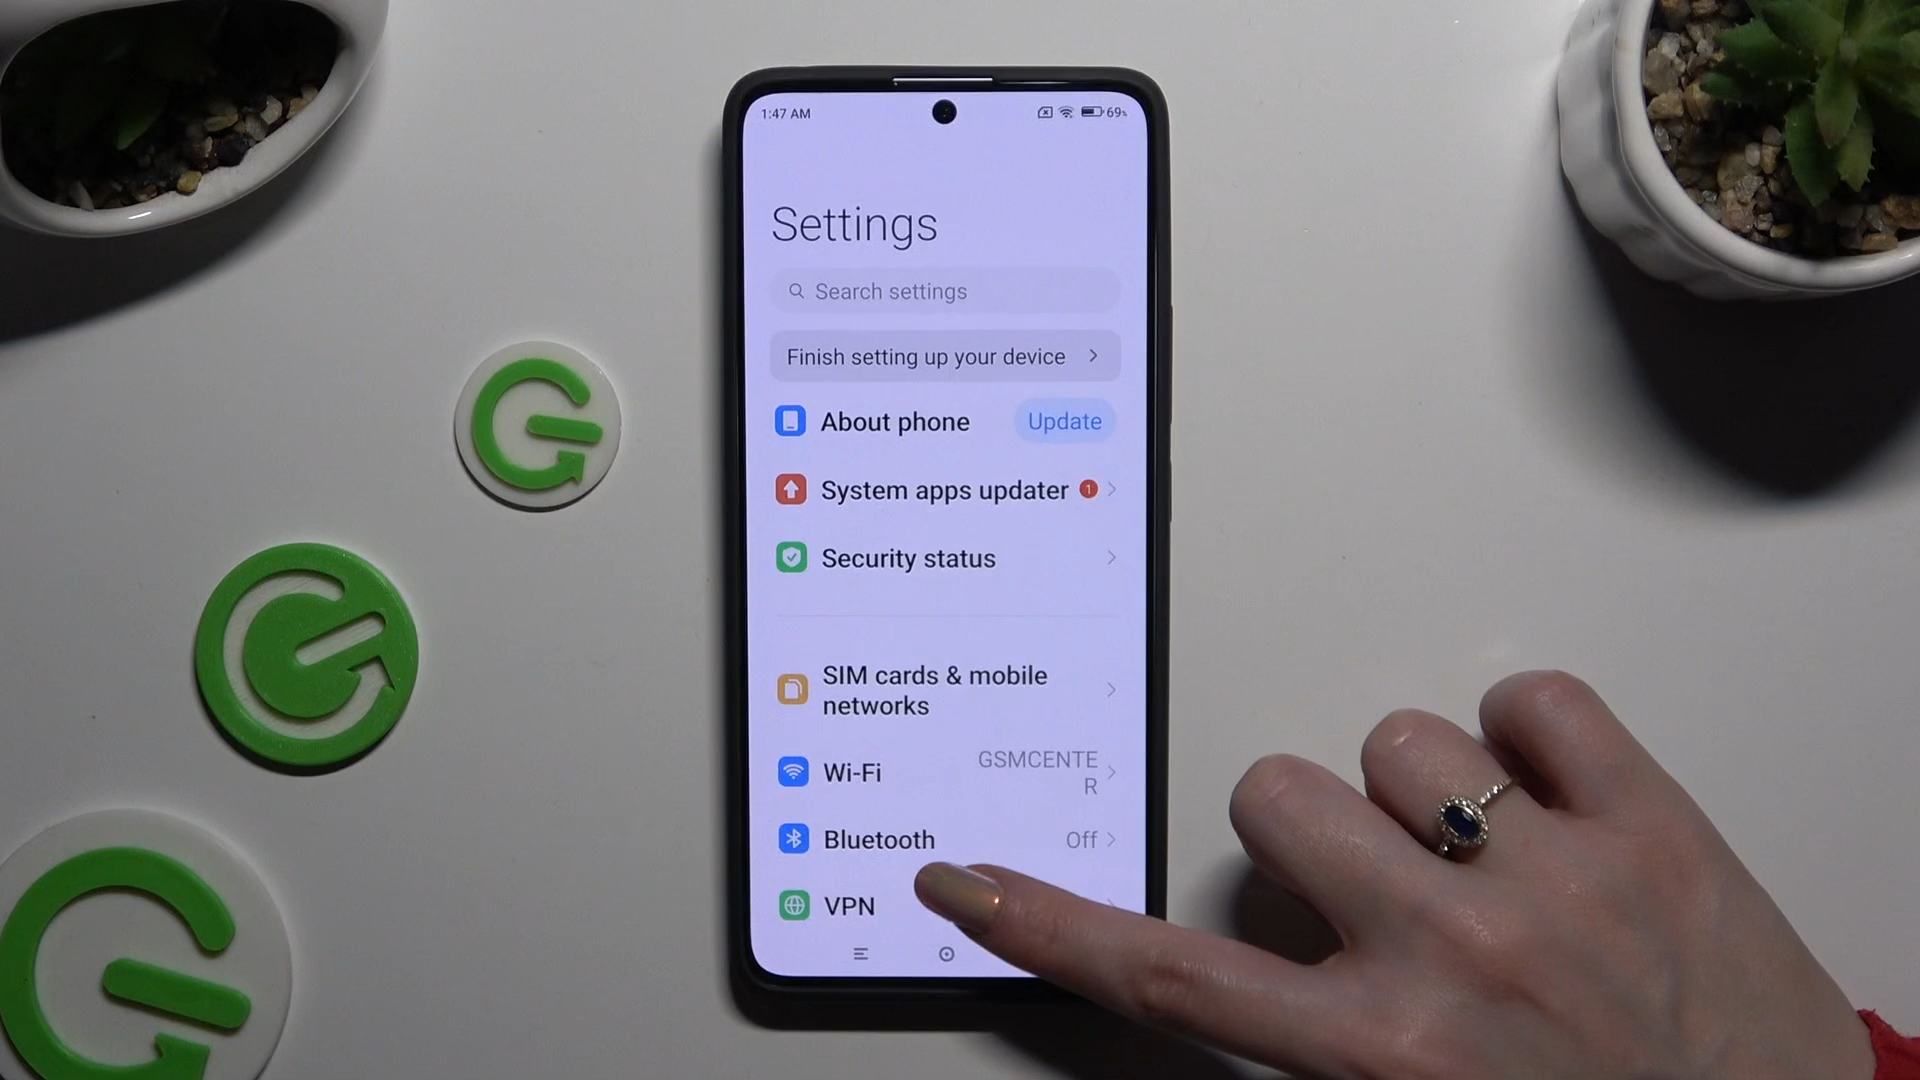 1:47 AM
69%
Settings
Search settings
Finish setting up your device
About phone
Update
System apps updater
1
Security status
SIM cards & mobile
networks
Wi-Fi
GSMCENTE
R
Bluetooth
Off
VPN